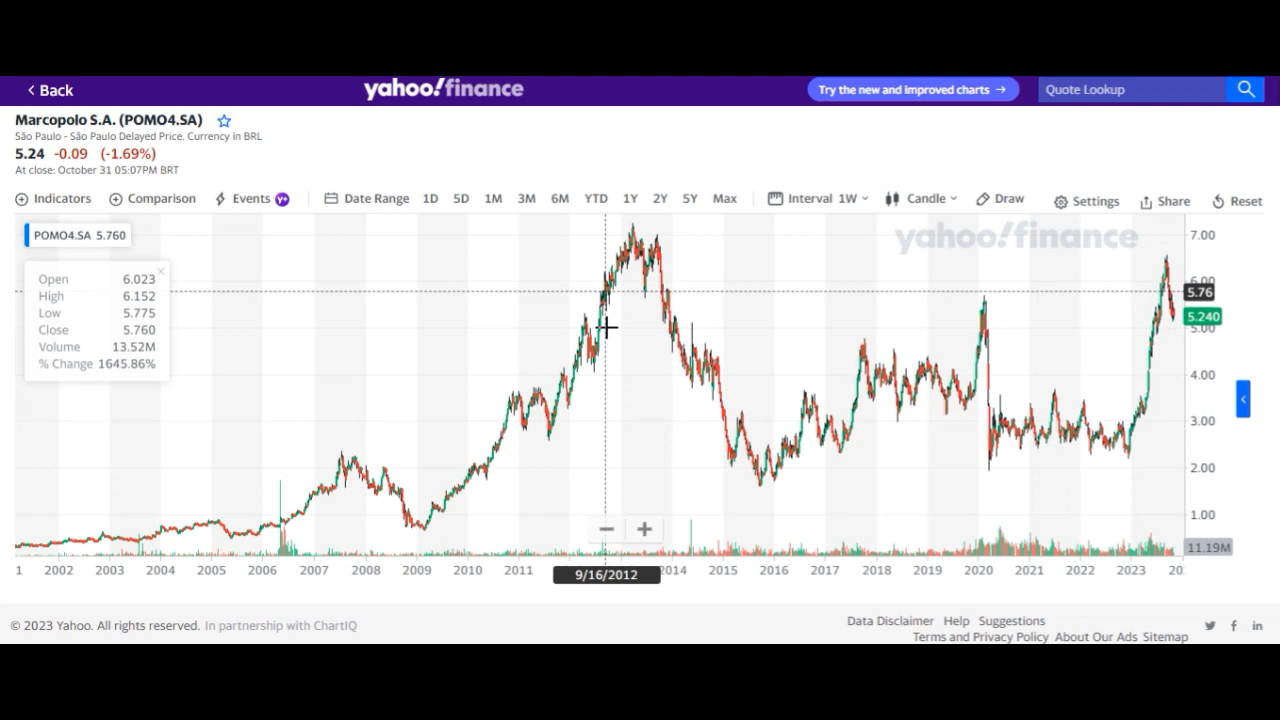 Back
yahoo!finance
Try the new and improved charts →
Quote Lookup
Marcopolo S.A. (POMO4.SA)
São Paulo - São Paulo Delayed Price. Currency in BRL
5.24 -0.09 (-1.69%)
At close: October 31 05:07PM BRT
Indicators Comparison Events Y+ Date Range 1D 5D 1M 3M 6M YTD 1Y 2Y 5Y Max Interval 1W Candle Draw Settings Share Reset
POMO4.SA 5.760
yahoo!finance
Open 6.023
High 6.152
Low 5.775
Close 5.760
Volume 13.52M
% Change 1645.86%
7.00
6.00
5.76
5.240
5.00
4.00
3.00
2.00
1.00
11.19M
1 2002 2003 2004 2005 2006 2007 2008 2009 2010 2011 9/16/2012 2014 2015 2016 2017 2018 2019 2020 2021 2022 2023 20
© 2023 Yahoo. All rights reserved. In partnership with ChartIQ
Data Disclaimer Help Suggestions
Terms and Privacy Policy About Our Ads Sitemap